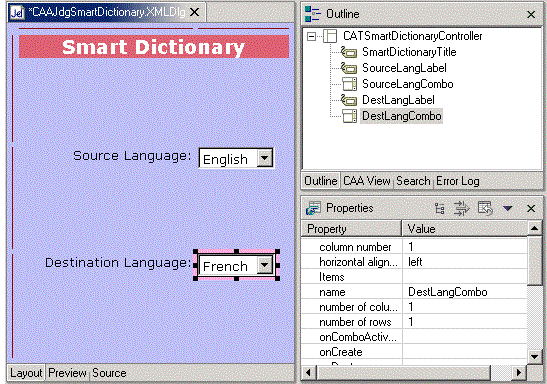 *CAAJdgSmartDictionary.XMLDlg
Smart Dictionary
Source Language: English
Destination Language: French
Layout Preview Source
Outline
CATSmartDictionaryController
SmartDictionaryTitle
SourceLangLabel
SourceLangCombo
DestLangLabel
DestLangCombo
Outline CAA View Search Error Log
Properties
Property Value
column number 1
horizontal align... left
Items
name DestLangCombo
number of colu... 1
number of rows 1
onComboActiv...
onCreate